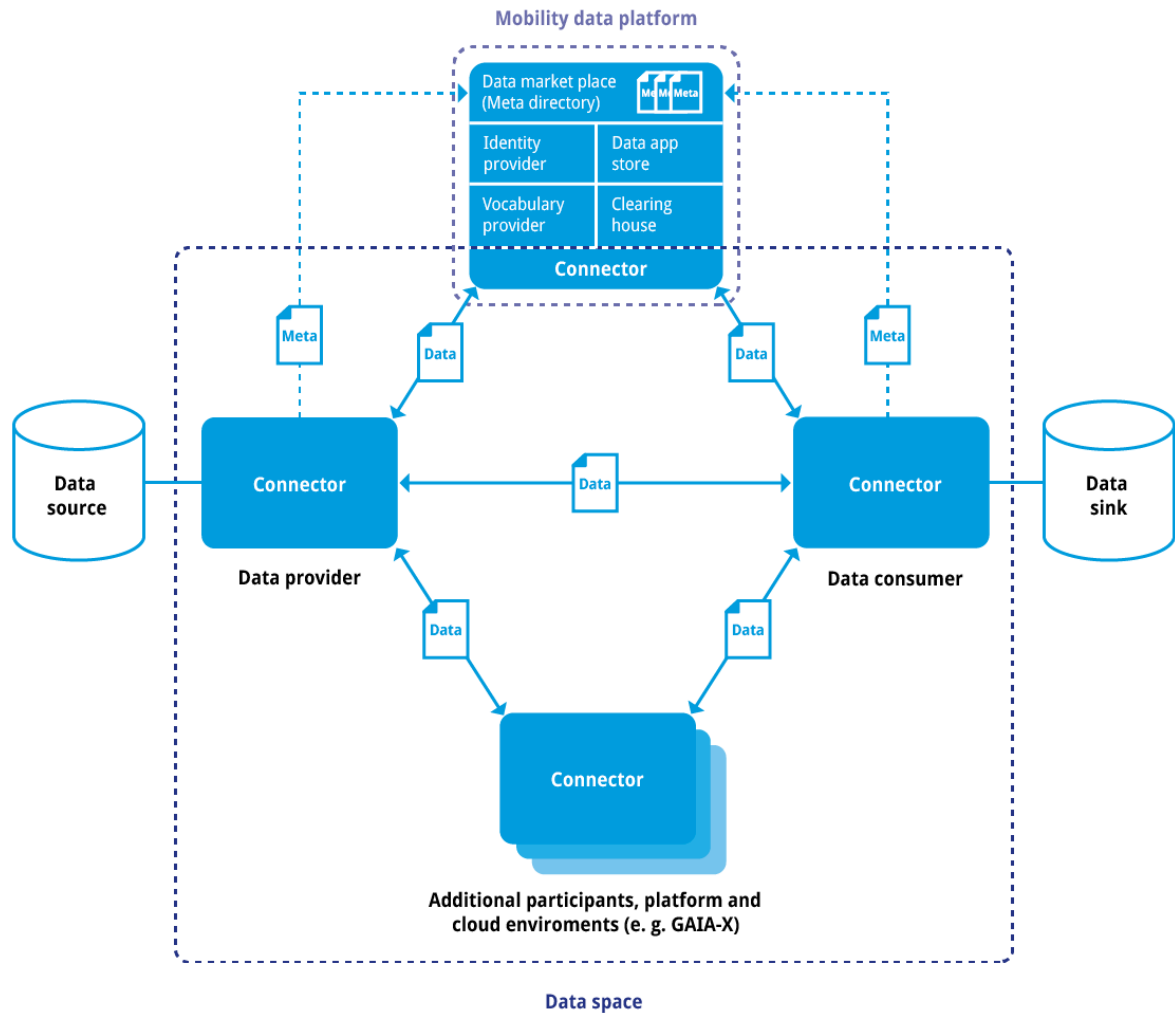 Mobility data platform
Data market place
(Meta directory)
Me
Me
Meta
Identity
provider
Data app
store
Vocabulary
provider
Clearing
house
Connector
Meta
Data
Data
Meta
Data
source
Connector
Data
Connector
Data
sink
Data provider
Data consumer
Data
Data
Connector
Additional participants, platform and
cloud enviroments (e. g. GAIA-X)
Data space